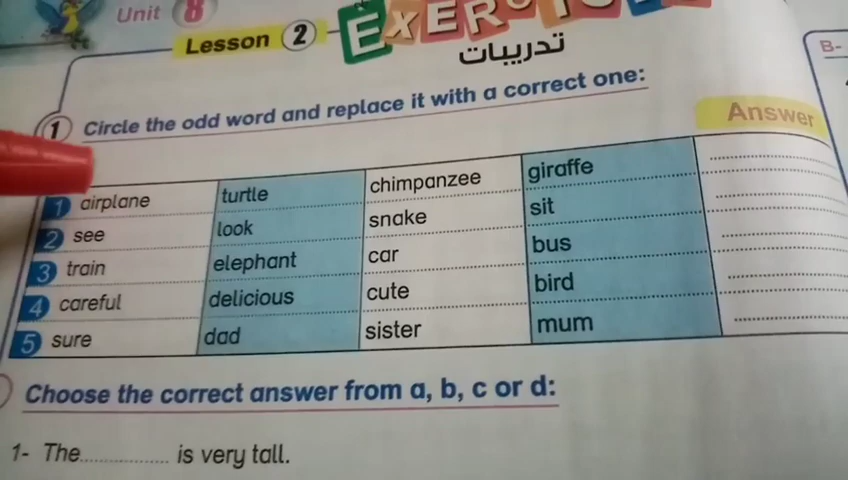 Unit 8
Lesson 2
EXERCI
تدريبات
B-
1 Circle the odd word and replace it with a correct one:
Answer
1 airplane turtle chimpanzee giraffe ....................
2 see look snake sit ....................
3 train elephant car bus ....................
4 careful delicious cute bird ....................
5 sure dad sister mum ....................
Choose the correct answer from a, b, c or d:
1- The................ is very tall.